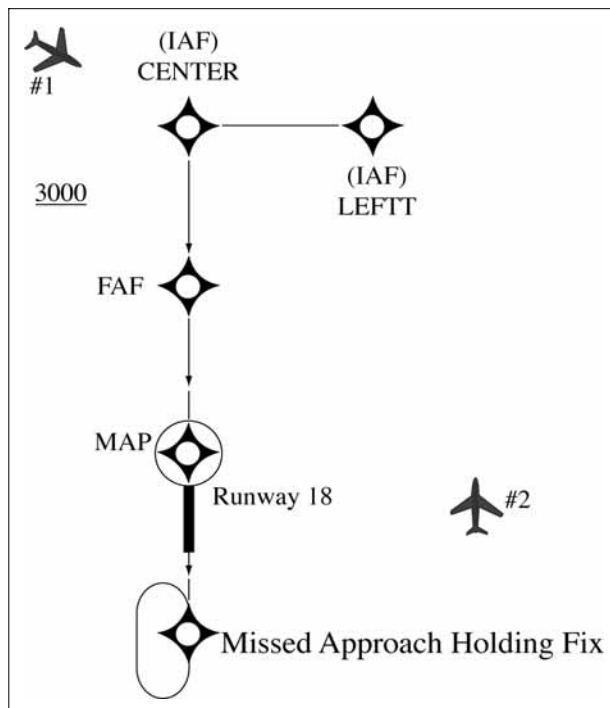 (IAF)
CENTER
#1
(IAF)
LEFTT
3000
FAF
MAP
Runway 18
#2
Missed Approach Holding Fix